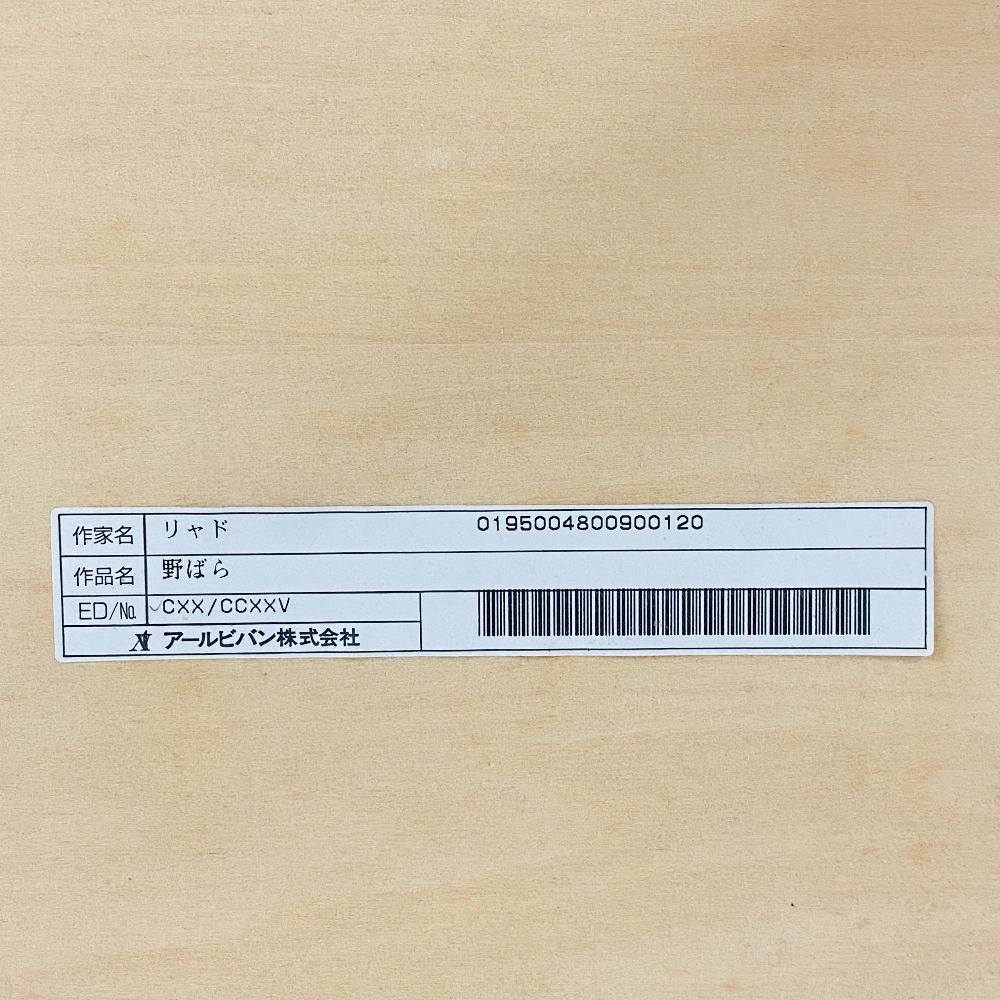 作家名 リャド 0195004800900120
作品名 野ばら
ED/No. CXX/CCXXV
アールビバン株式会社